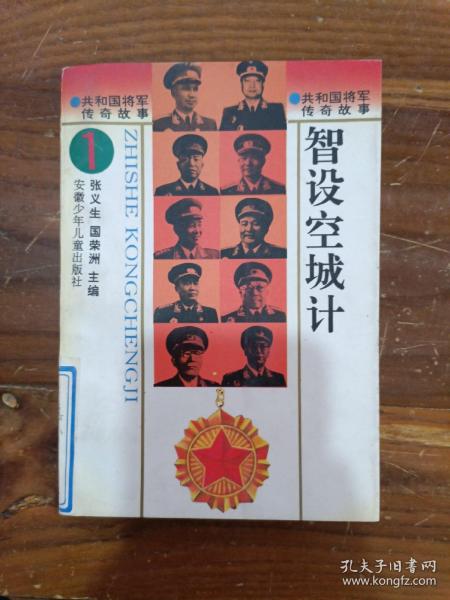 共和国将军
传奇故事
共和国将军
传奇故事
1
智设空城计
ZHISHE KONGCHENGJI
张义生 国荣洲 主编
安徽少年儿童出版社
孔夫子旧书网
www.kongfz.com